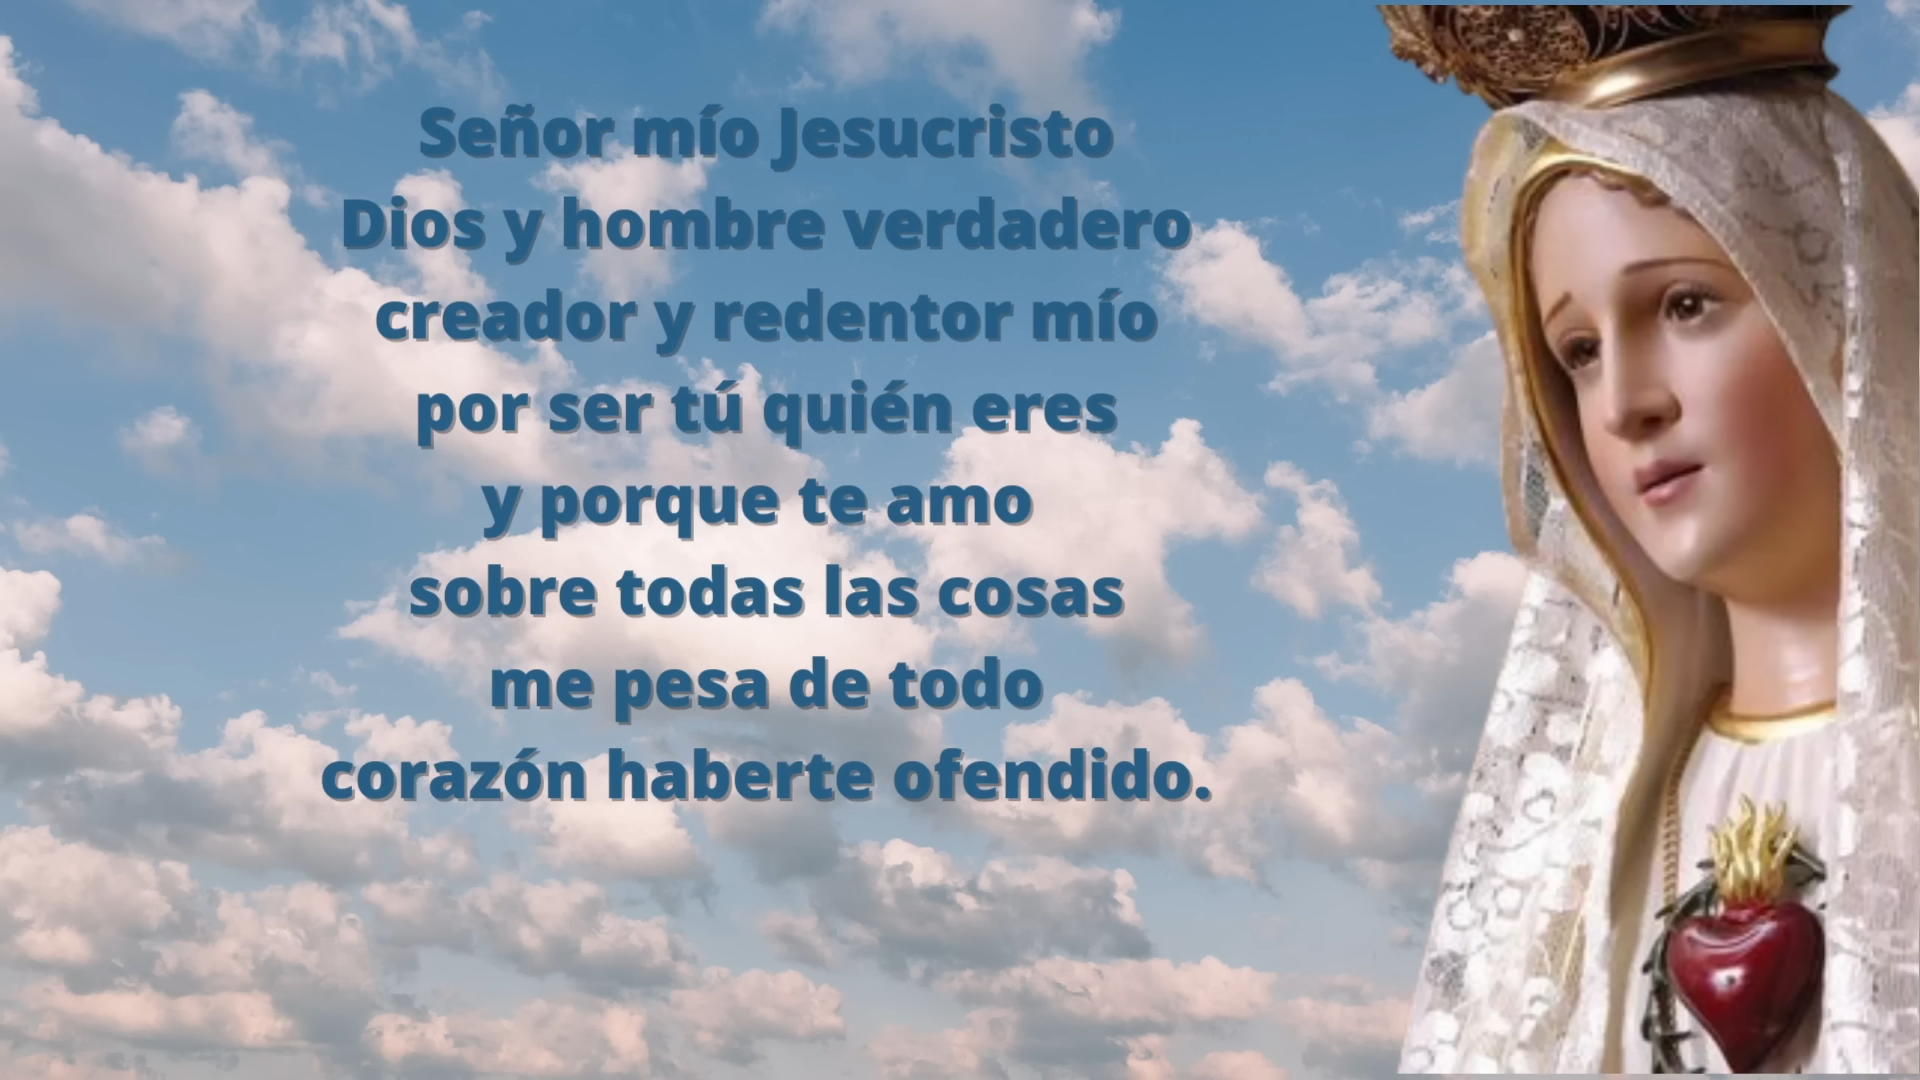 Señor mío Jesucristo
Dios y hombre verdadero
creador y redentor mío
por ser tú quién eres
y porque te amo
sobre todas las cosas
me pesa de todo
corazón haberte ofendido.